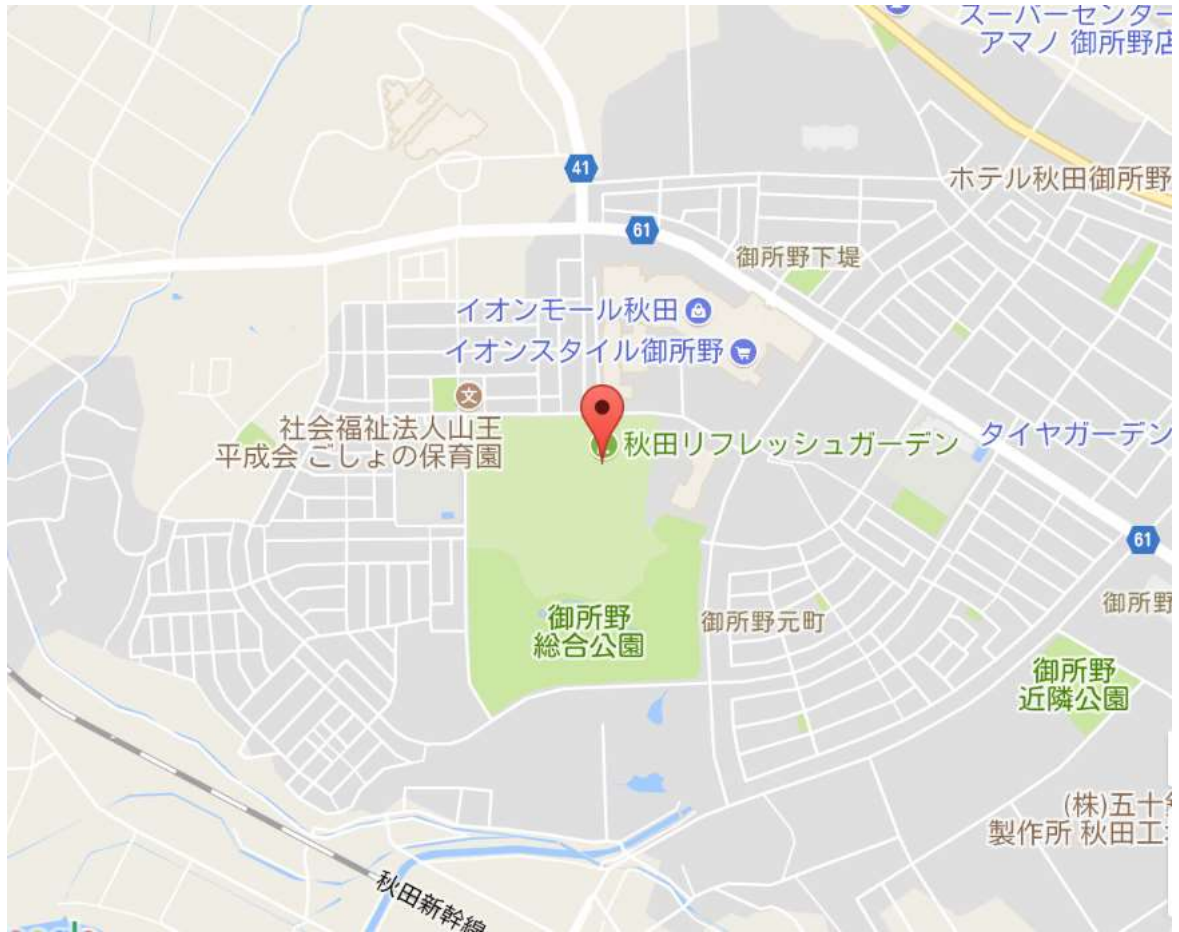 スーパーセンター
アマノ 御所野店
41
ホテル秋田御所野
61
御所野下堤
イオンモール秋田
イオンスタイル御所野
文
社会福祉法人山王
平成会 ごしょの保育園
秋田リフレッシュガーデン
タイヤガーデン
61
御所野
総合公園
御所野元町
御所野
御所野
近隣公園
(株)五十
製作所 秋田工
秋田新幹線